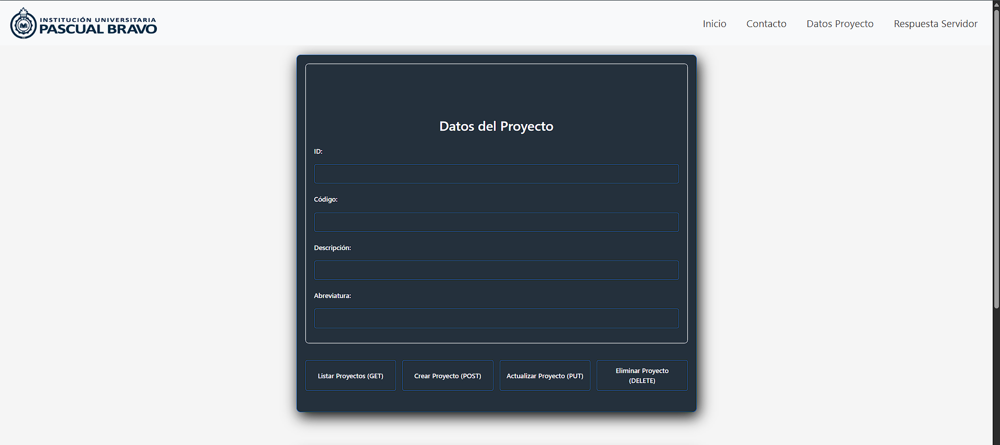 INSTITUCIÓN UNIVERSITARIA
PASCUAL BRAVO
Inicio
Contacto
Datos Proyecto
Respuesta Servidor
Datos del Proyecto
ID:
Código:
Descripción:
Abreviatura:
Listar Proyectos (GET)
Crear Proyecto (POST)
Actualizar Proyecto (PUT)
Eliminar Proyecto
(DELETE)